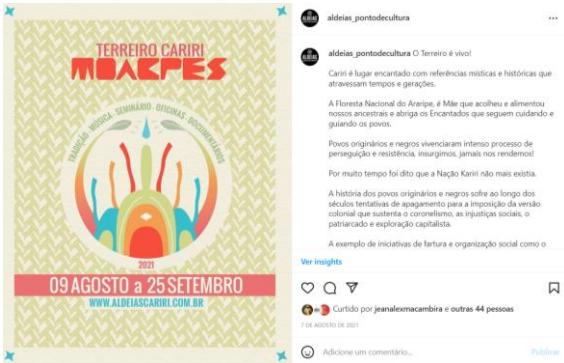 TERREIRO CARIRI
MOACPES
TRADIÇÃO · MÚSICA · SEMINÁRIO · OFICINAS · DOCUMENTÁRIOS
2021
09 AGOSTO a 25 SETEMBRO
WWW.ALDEIASCARIRI.COM.BR
aldeias_pontodecultura
aldeias_pontodecultura O Terreiro é vivo!
Cariri é lugar encantado com referências místicas e históricas que
atravessam tempos e gerações.
A Floresta Nacional do Araripe, é Mãe que acolheu e alimentou
nossos ancestrais e abriga os Encantados que seguem cuidando e
guiando os povos.
Povos originários e negros vivenciaram intenso processo de
perseguição e resistência, insurgimos, jamais nos rendemos!
Por muito tempo foi dito que a Nação Kariri não mais existia.
A história dos povos originários e negros sofre ao longo dos
séculos tentativas de apagamento para a imposição da versão
colonial que sustenta o coronelismo, as injustiças sociais, o
patriarcado e exploração capitalista.
A exemplo de iniciativas de fartura e organização social como o
Ver insights
Curtido por jeanalexmacambira e outras 44 pessoas
7 DE AGOSTO DE 2021
Adicione um comentário...
Publicar